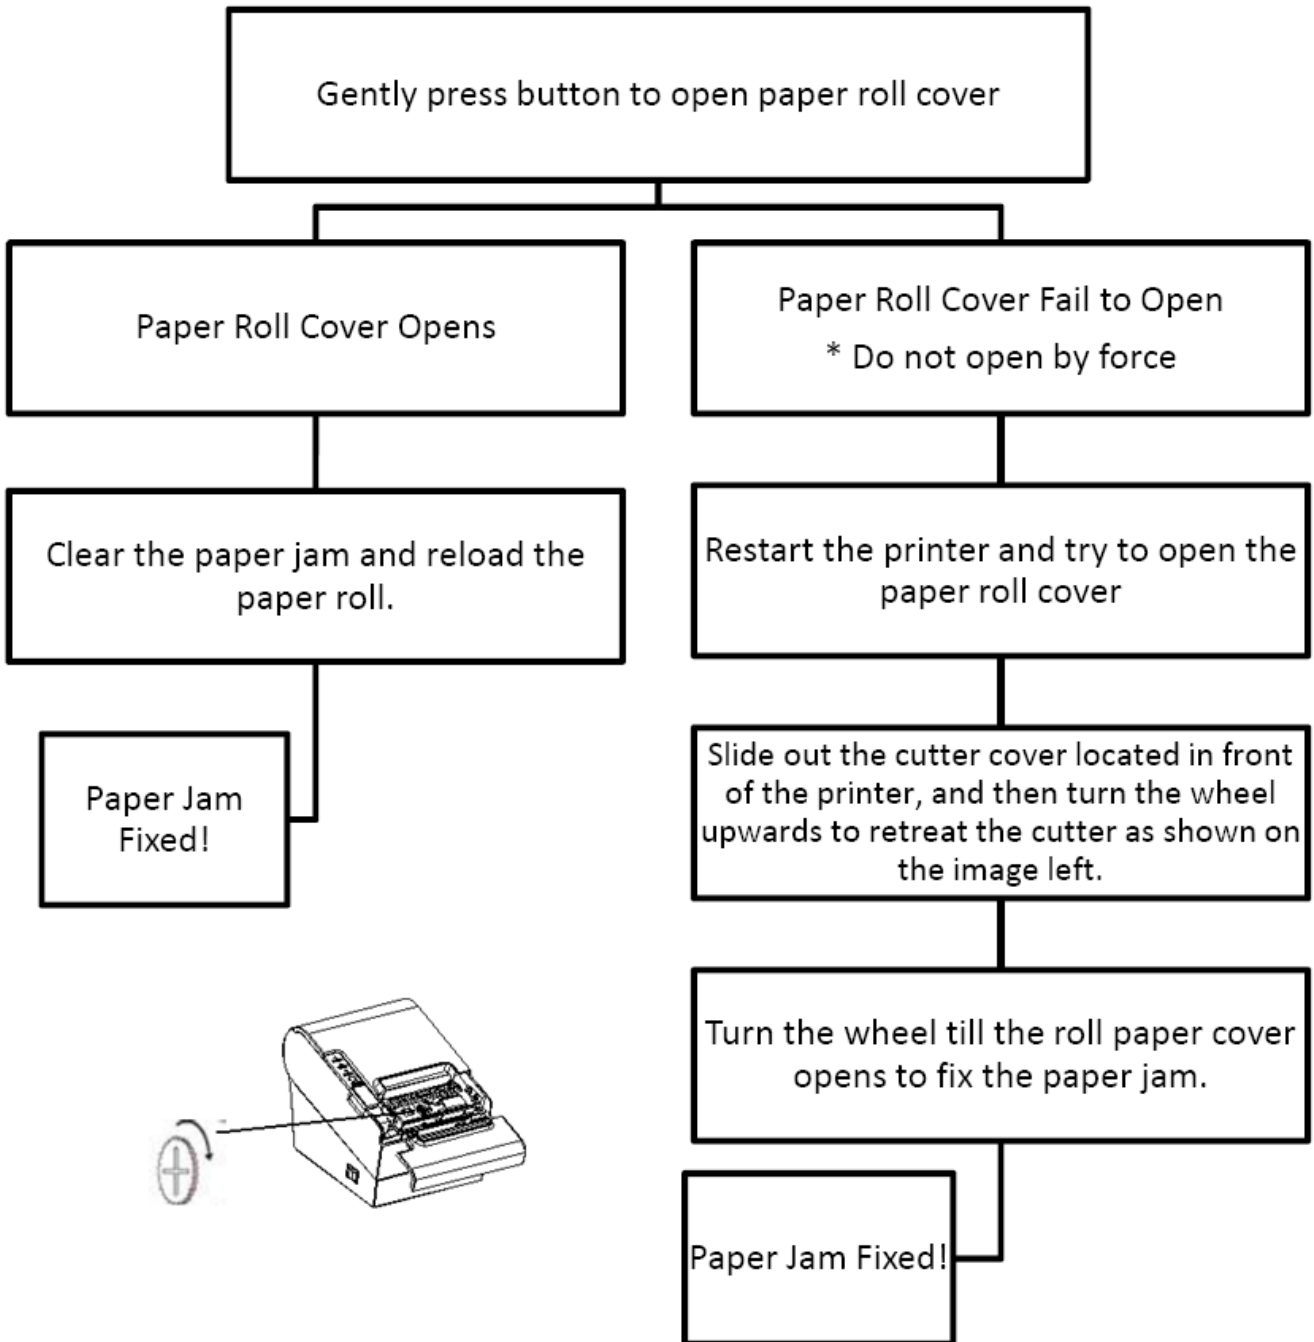 Gently press button to open paper roll cover
Paper Roll Cover Opens
Clear the paper jam and reload the
paper roll.
Paper Jam
Fixed!
Paper Roll Cover Fail to Open
* Do not open by force
Restart the printer and try to open the
paper roll cover
Slide out the cutter cover located in front
of the printer, and then turn the wheel
upwards to retreat the cutter as shown on
the image left.
Turn the wheel till the roll paper cover
opens to fix the paper jam.
Paper Jam Fixed!